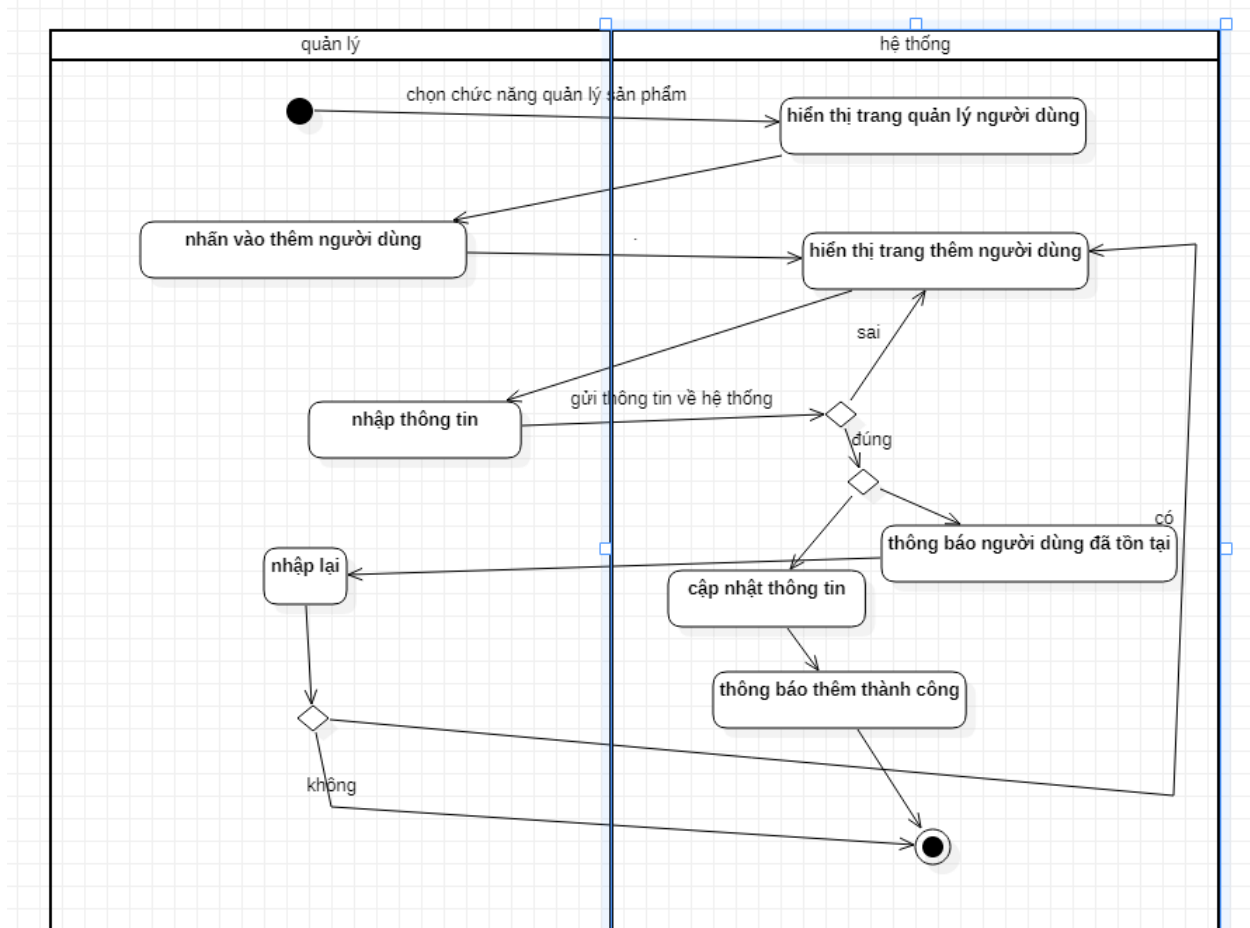 quản lý
hệ thống
chọn chức năng quản lý sản phẩm
hiển thị trang quản lý người dùng
nhấn vào thêm người dùng
hiển thị trang thêm người dùng
sai
gửi thông tin về hệ thống
nhập thông tin
đúng
có
thông báo người dùng đã tồn tại
nhập lại
cập nhật thông tin
thông báo thêm thành công
không